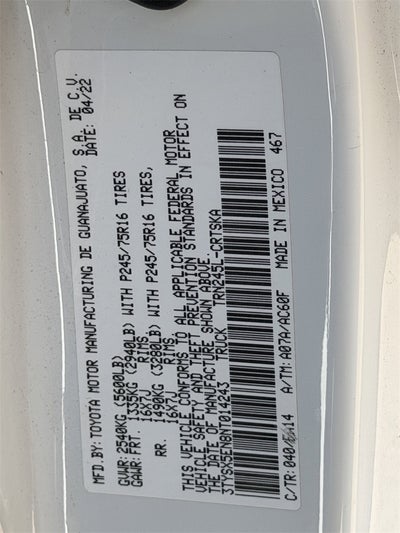 MFD.BY:TOYOTA MOTOR MANUFACTURING DE GUANAJUATO, S.A. DE C.V.
DATE: 04/22
GVWR:2540KG(5600LB)
GAWR:FRT. 1335KG(2940LB) WITH P245/75R16 TIRES
16X7J RIMS
RR. 1490KG(3280LB) WITH P245/75R16 TIRES,
16X7J RIMS
THIS VEHICLE CONFORMS TO ALL APPLICABLE FEDERAL MOTOR
VEHICLE SAFETY AND THEFT PREVENTION STANDARDS IN EFFECT ON
THE DATE OF MANUFACTURE SHOWN ABOVE.
3TYSX5EN8NT014243 TRUCK TRN245L-CRTSKA
C/TR: 040/ 14 A/TM: A07A/AC60F MADE IN MEXICO 467